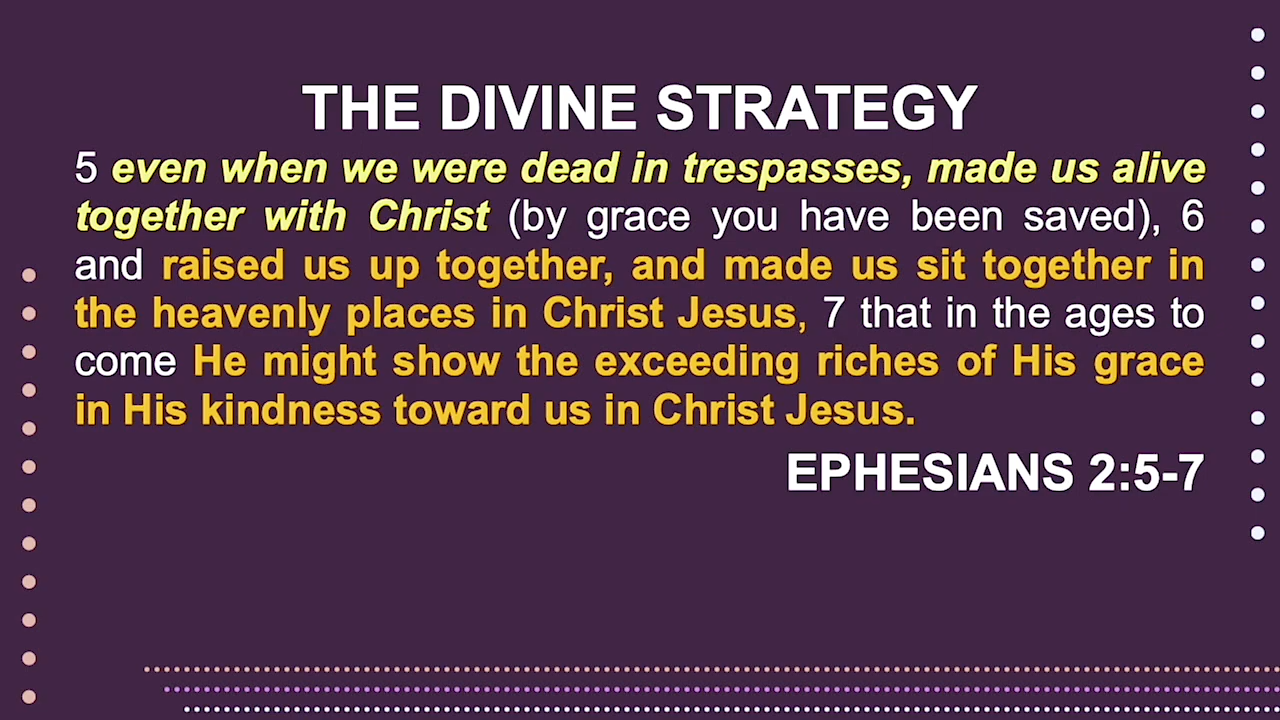 THE DIVINE STRATEGY
5 even when we were dead in trespasses, made us alive
together with Christ (by grace you have been saved), 6
and raised us up together, and made us sit together in
the heavenly places in Christ Jesus, 7 that in the ages to
come He might show the exceeding riches of His grace
in His kindness toward us in Christ Jesus.
EPHESIANS 2:5-7